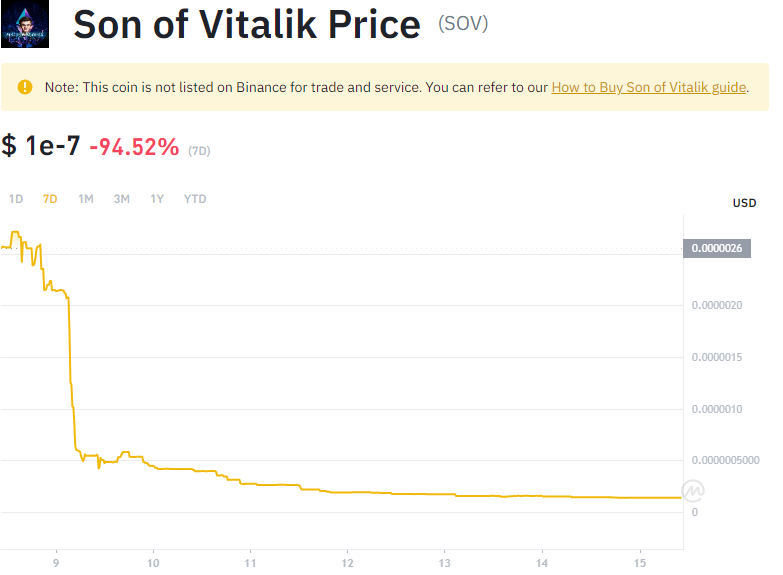 Son of Vitalik Price (SOV)
Note: This coin is not listed on Binance for trade and service. You can refer to our How to Buy Son of Vitalik guide.
$ 1e-7 -94.52% (7D)
1D 7D 1M 3M 1Y YTD
USD
0.0000026
0.0000020
0.0000015
0.0000010
0.0000005000
0
9 10 11 12 13 14 15